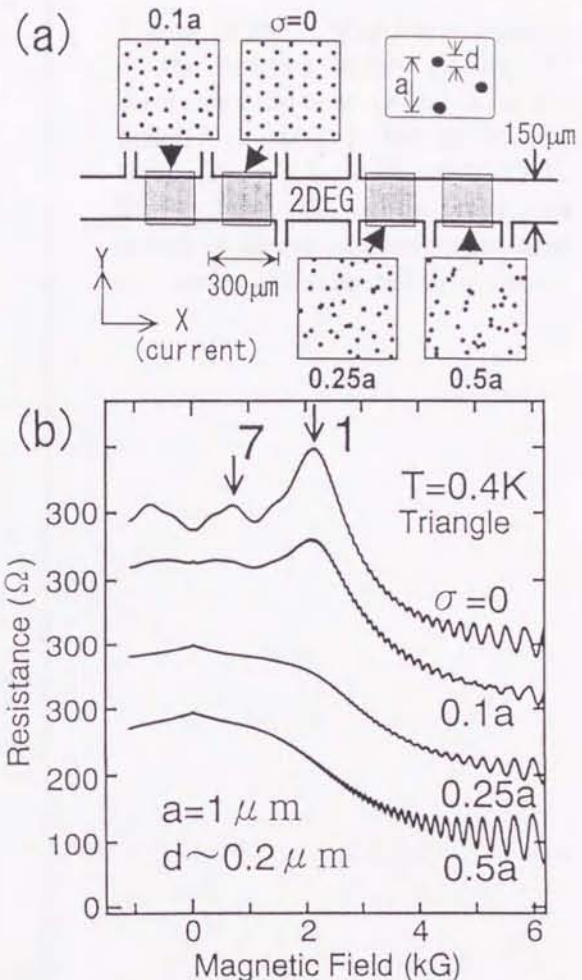 (a)
0.1a
σ=0
a
d
150μm
2DEG
300μm
Y
X
(current)
0.25a
0.5a
(b)
7
1
T=0.4K
Triangle
300
300
300
300
200
100
0
Resistance (Ω)
σ=0
0.1a
0.25a
0.5a
a=1 μm
d~0.2 μm
0 2 4 6
Magnetic Field (kG)